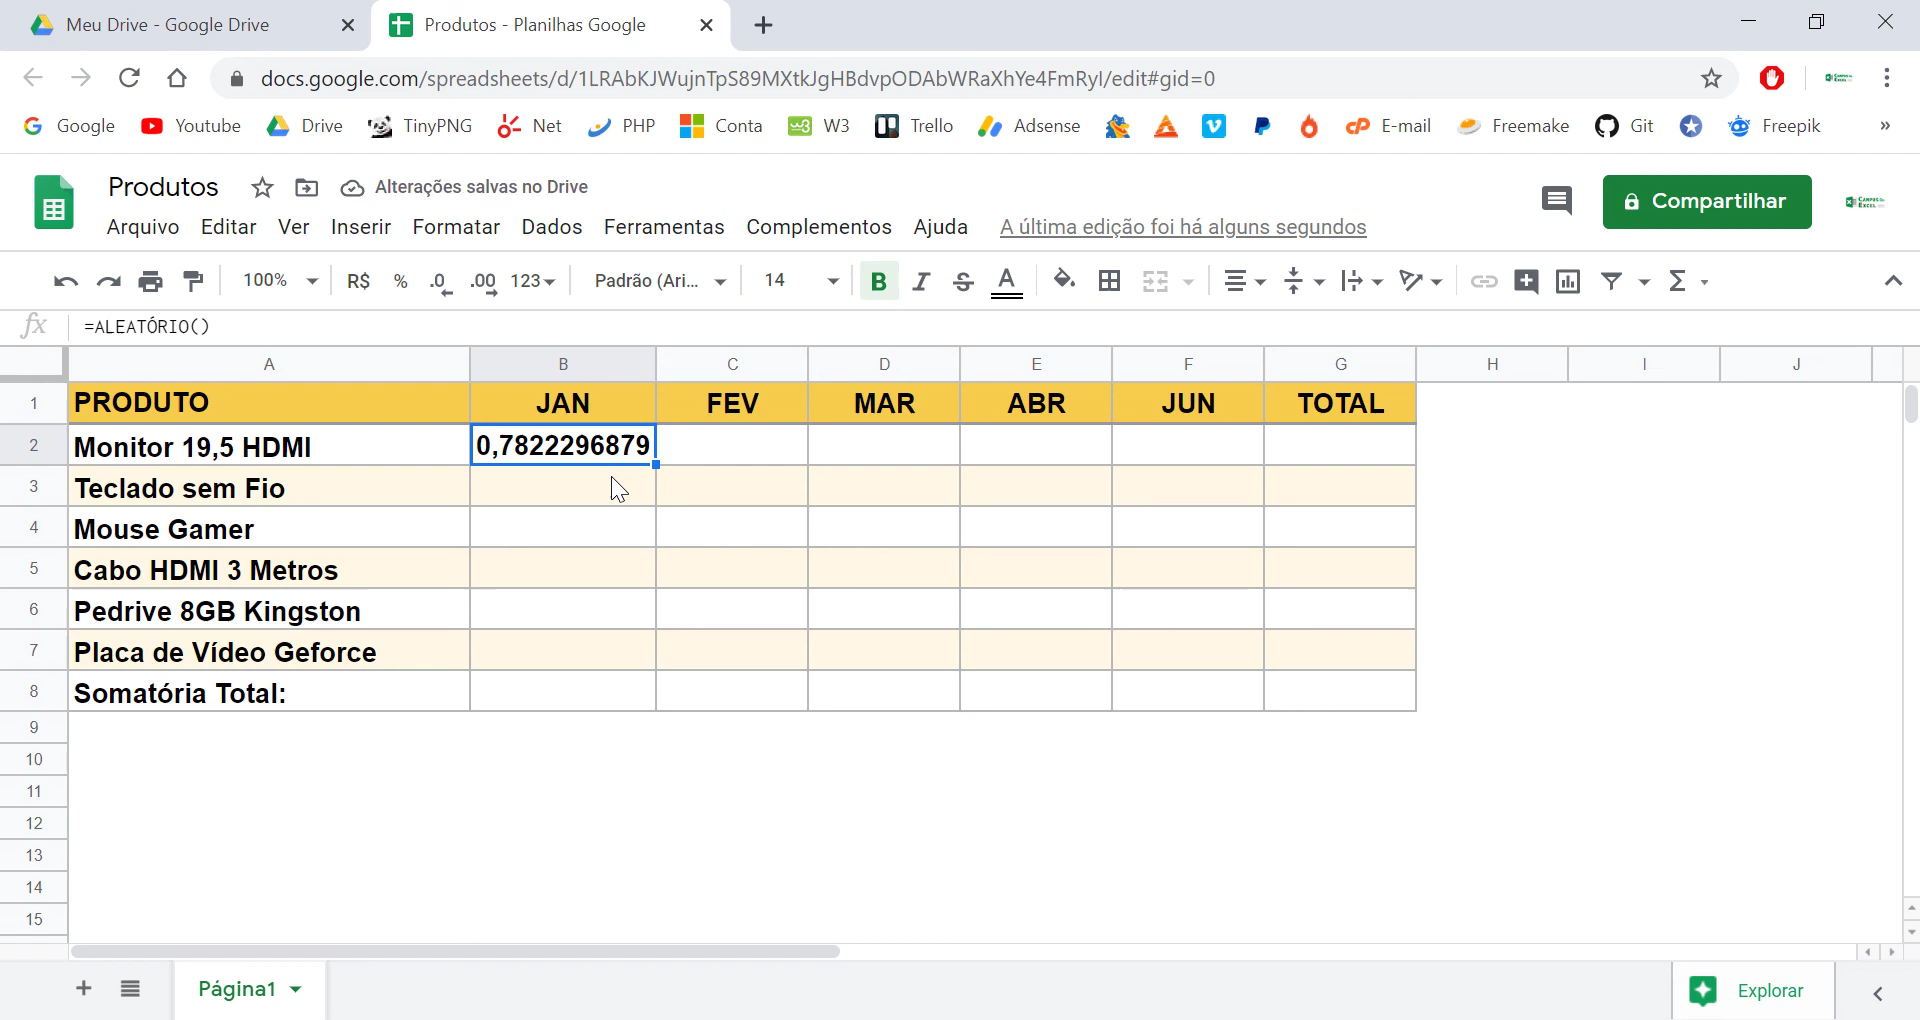 Meu Drive - Google Drive
Produtos - Planilhas Google
docs.google.com/spreadsheets/d/1LRAbKJWujnTpS89MXtkJgHBdvpODAbWRaXhYe4FmRyI/edit#gid=0
Google Youtube Drive TinyPNG Net PHP Conta W3 Trello Adsense E-mail Freemake Git Freepik »
Produtos Alterações salvas no Drive
Compartilhar
Arquivo Editar Ver Inserir Formatar Dados Ferramentas Complementos Ajuda A última edição foi há alguns segundos
100% R$ % .0 .00 123 Padrão (Ari... 14 B I S A Σ
fx =ALEATÓRIO()
A B C D E F G H I J
1 PRODUTO JAN FEV MAR ABR JUN TOTAL
2 Monitor 19,5 HDMI 0,7822296879
3 Teclado sem Fio
4 Mouse Gamer
5 Cabo HDMI 3 Metros
6 Pedrive 8GB Kingston
7 Placa de Vídeo Geforce
8 Somatória Total:
9
10
11
12
13
14
15
Página1
Explorar